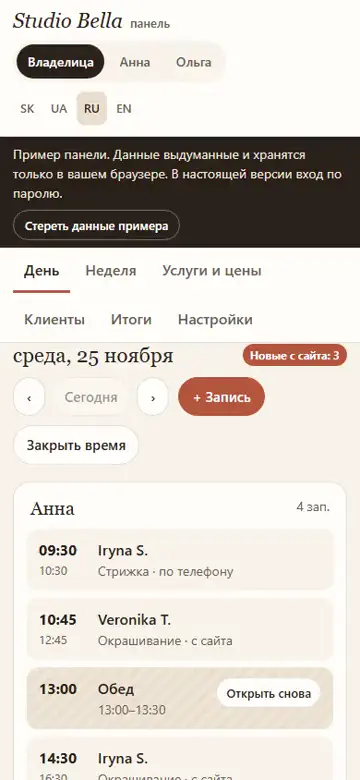 Studio Bella панель
Владелица Анна Ольга
SK UA RU EN
Пример панели. Данные выдуманные и хранятся
только в вашем браузере. В настоящей версии вход по
паролю.
Стереть данные примера
День Неделя Услуги и цены
Клиенты Итоги Настройки
среда, 25 ноября Новые с сайта: 3
‹ Сегодня › + Запись
Закрыть время
Анна 4 зап.
09:30 Iryna S.
10:30 Стрижка · по телефону
10:45 Veronika T.
12:45 Окрашивание · с сайта
13:00 Обед Открыть снова
13:00–13:30
14:30 Iryna S.
16:30 Окрашивание · с сайта